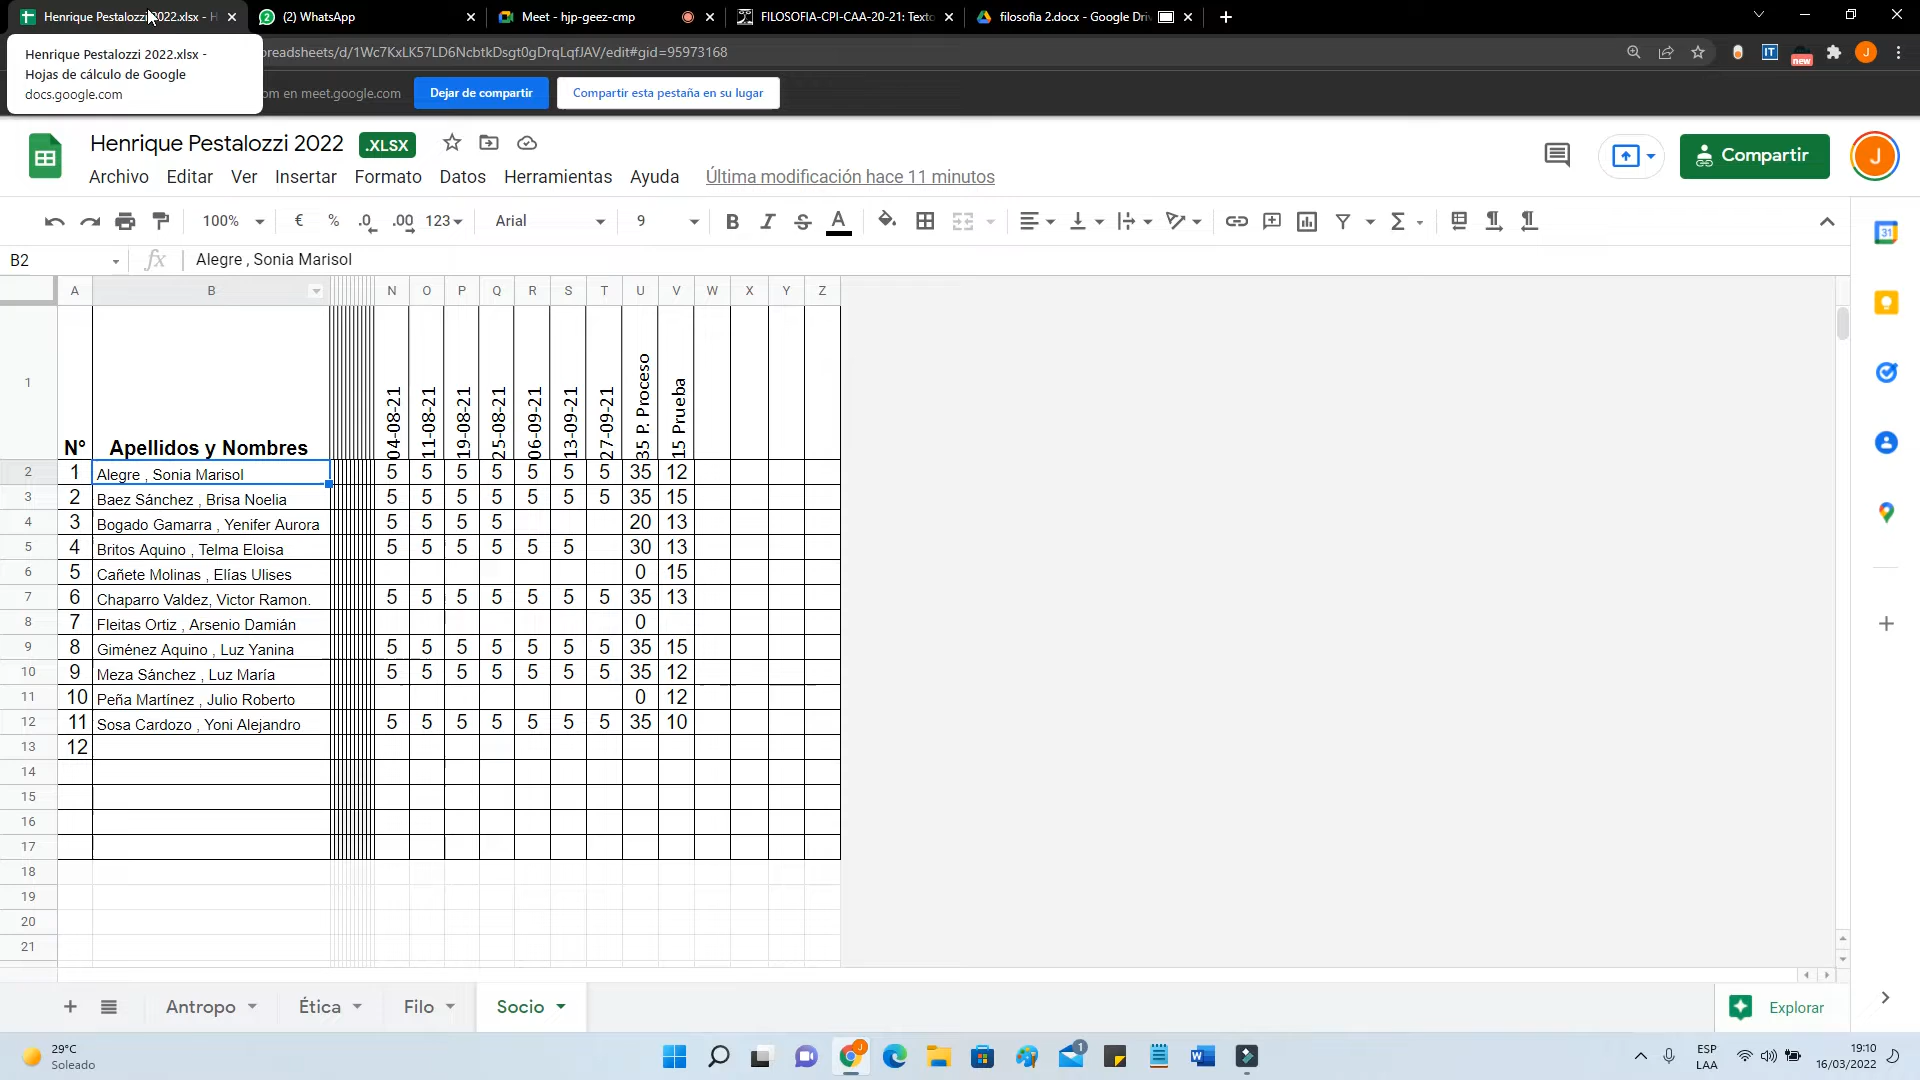 Henrique Pestalozzi 2022.xlsx - H
(2) WhatsApp
Meet - hjp-geez-cmp
FILOSOFIA-CPI-CAA-20-21: Texto
filosofia 2.docx - Google Dri
Henrique Pestalozzi 2022.xlsx -
Hojas de cálculo de Google
docs.google.com
preadsheets/d/1Wc7KxLK57LD6NcbtkDsgt0gDrqLqfJAV/edit#gid=95973168
IT
new
J
om en meet.google.com
Dejar de compartir
Compartir esta pestaña en su lugar
Henrique Pestalozzi 2022
.XLSX
Compartir
J
Archivo Editar Ver Insertar Formato Datos Herramientas Ayuda
Última modificación hace 11 minutos
100% € % .0 .00 123 Arial 9 B I S A
B2 fx Alegre , Sonia Marisol
A B N O P Q R S T U V W X Y Z
1 N° Apellidos y Nombres 04-08-21 11-08-21 19-08-21 25-08-21 06-09-21 13-09-21 27-09-21 35 P. Proceso 15 Prueba
2 1 Alegre , Sonia Marisol 5 5 5 5 5 5 5 35 12
3 2 Baez Sánchez , Brisa Noelia 5 5 5 5 5 5 5 35 15
4 3 Bogado Gamarra , Yenifer Aurora 5 5 5 5 20 13
5 4 Britos Aquino , Telma Eloisa 5 5 5 5 5 5 30 13
6 5 Cañete Molinas , Elías Ulises 0 15
7 6 Chaparro Valdez, Victor Ramon. 5 5 5 5 5 5 5 35 13
8 7 Fleitas Ortiz , Arsenio Damián 0
9 8 Giménez Aquino , Luz Yanina 5 5 5 5 5 5 5 35 15
10 9 Meza Sánchez , Luz María 5 5 5 5 5 5 5 35 12
11 10 Peña Martínez , Julio Roberto 0 12
12 11 Sosa Cardozo , Yoni Alejandro 5 5 5 5 5 5 5 35 10
13 12
14
15
16
17
18
19
20
21
31
Antropo Ética Filo Socio
Explorar
29°C
Soleado
J
1
W
ESP
LAA
19:10
16/03/2022